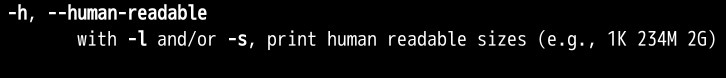 -h, --human-readable
with -l and/or -s, print human readable sizes (e.g., 1K 234M 2G)